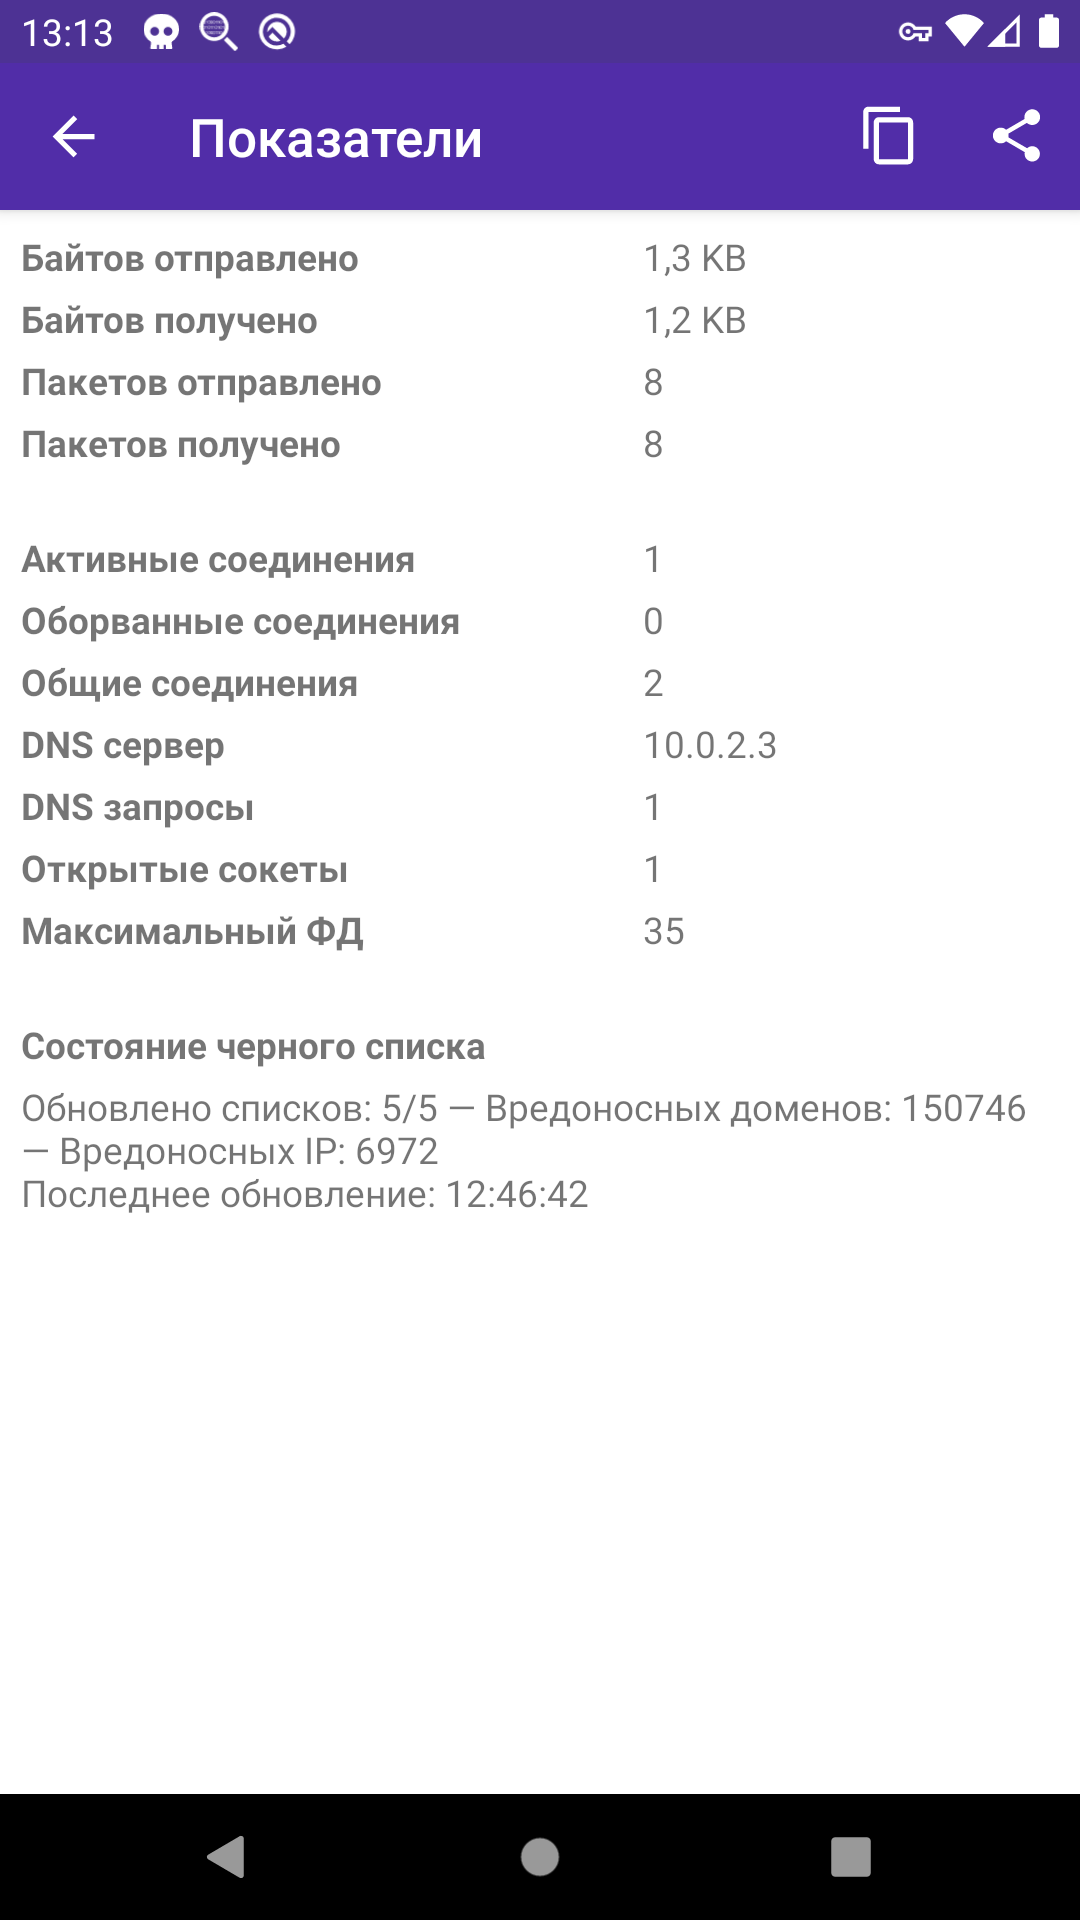 13:13
Показатели
Байтов отправлено 1,3 KB
Байтов получено 1,2 KB
Пакетов отправлено 8
Пакетов получено 8
Активные соединения 1
Оборванные соединения 0
Общие соединения 2
DNS сервер 10.0.2.3
DNS запросы 1
Открытые сокеты 1
Максимальный ФД 35
Состояние черного списка
Обновлено списков: 5/5 — Вредоносных доменов: 150746
— Вредоносных IP: 6972
Последнее обновление: 12:46:42